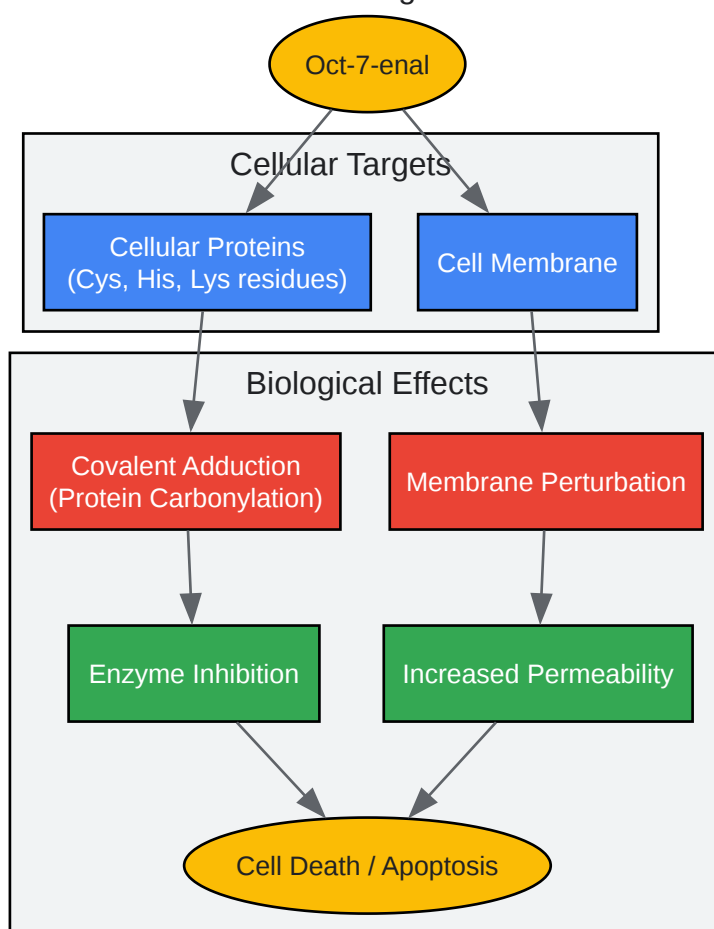 Oct-7-enal
Cellular Targets
Cellular Proteins
(Cys, His, Lys residues)
Cell Membrane
Biological Effects
Covalent Adduction
(Protein Carbonylation)
Membrane Perturbation
Enzyme Inhibition
Increased Permeability
Cell Death / Apoptosis